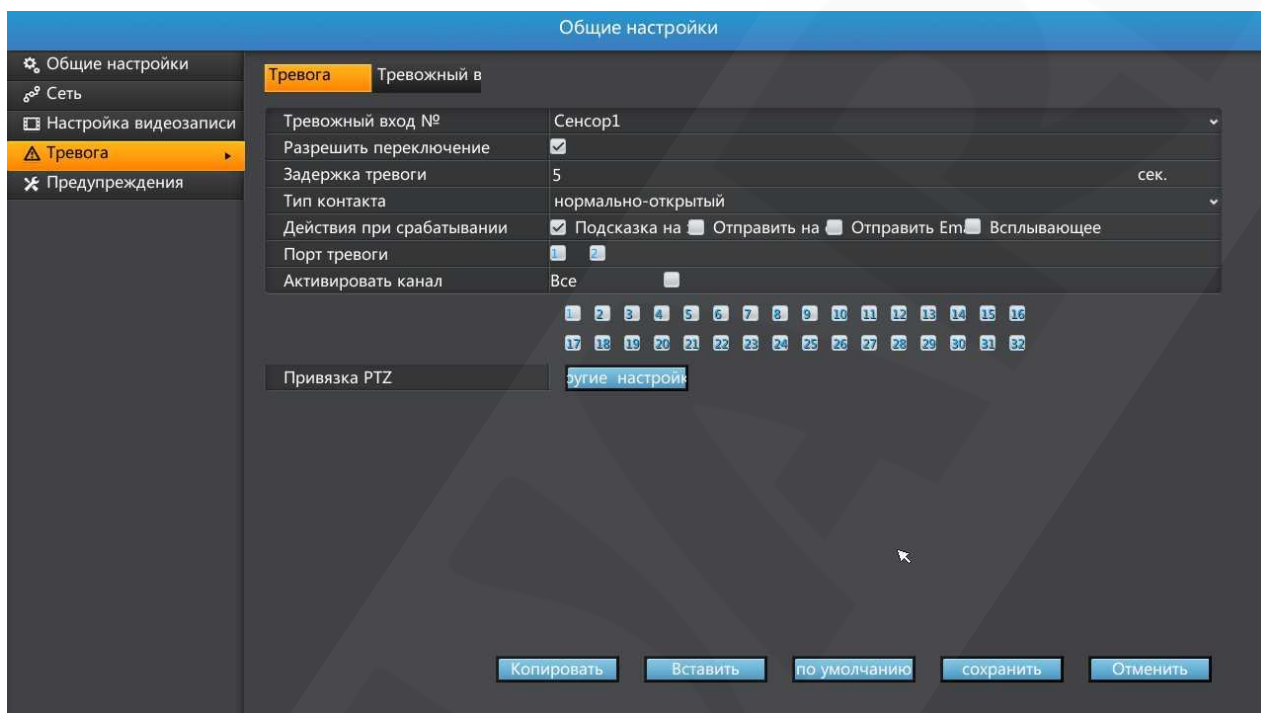 Общие настройки
Общие настройки
Сеть
Настройка видеозаписи
Тревога
Предупреждения
Тревога Тревожный в
Тревожный вход № Сенсор1
Разрешить переключение
Задержка тревоги 5 сек.
Тип контакта нормально-открытый
Действия при срабатывании Подсказка на Отправить на Отправить Em Всплывающее
Порт тревоги 1 2
Активировать канал Все
1 2 3 4 5 6 7 8 9 10 11 12 13 14 15 16
17 18 19 20 21 22 23 24 25 26 27 28 29 30 31 32
Привязка PTZ ругие настройк
Копировать Вставить по умолчанию сохранить Отменить